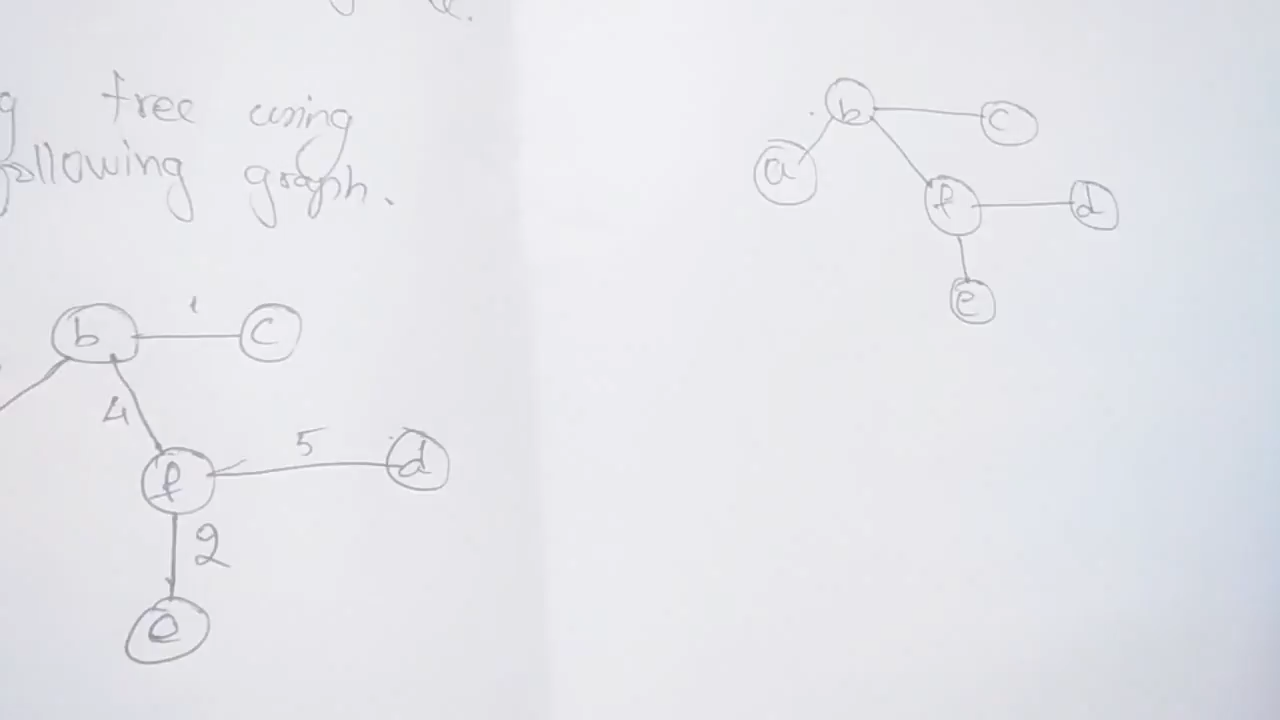 g tree using
following graph.
b 1 c
4
f 5 d
2
e
b c
a
f d
e